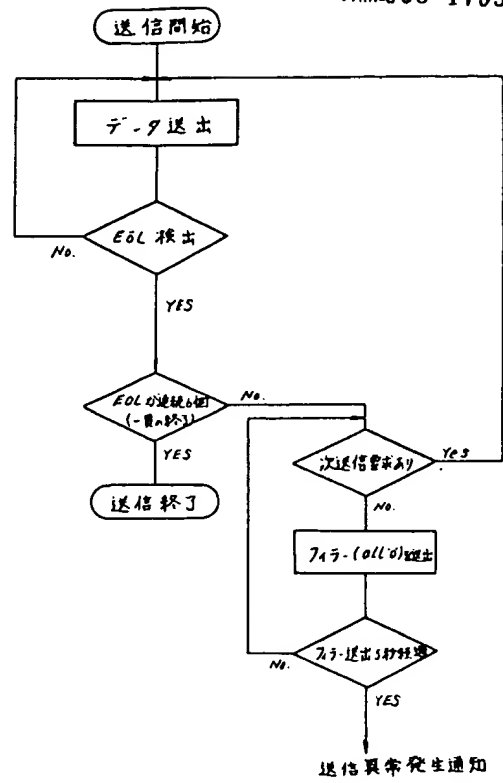 送信開始
データ送出
EOL 検出
No.
YES
EOLが連続6個
(一頁の終了)
No.
YES
送信終了
次送信要求あり
Yes
No.
フィラー(all "0")送出
フィラー送出5秒経過
No.
YES
送信異常発生通知